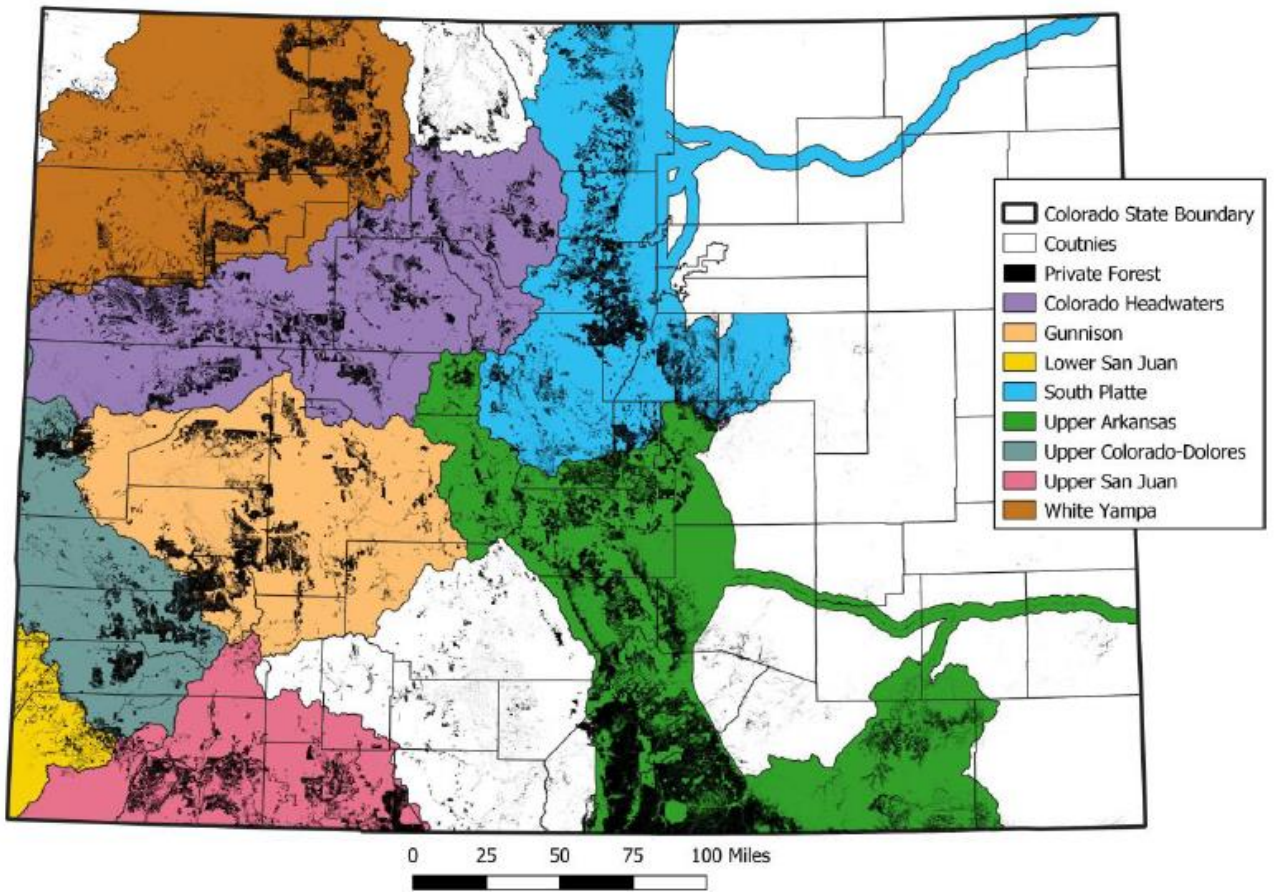 Colorado State Boundary
Coutnies
Private Forest
Colorado Headwaters
Gunnison
Lower San Juan
South Platte
Upper Arkansas
Upper Colorado-Dolores
Upper San Juan
White Yampa
0 25 50 75 100 Miles